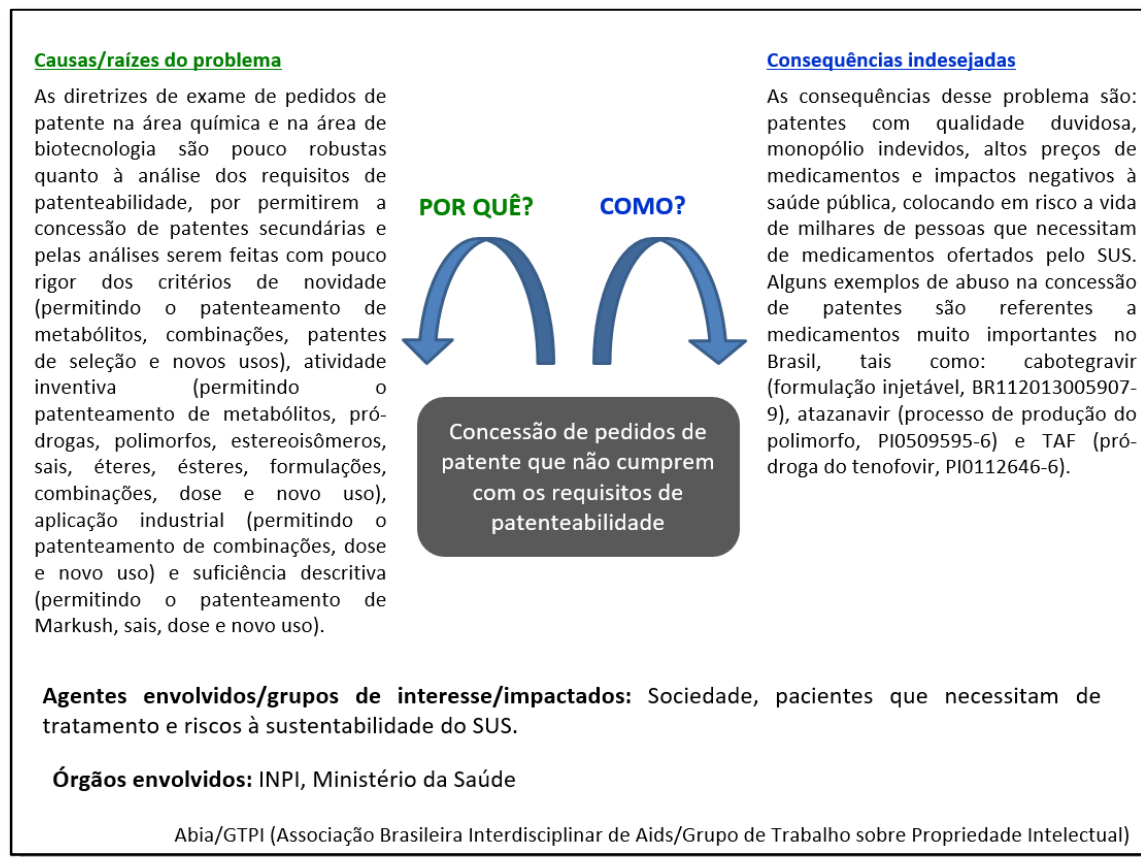 Causas/raízes do problema
As diretrizes de exame de pedidos de
patente na área química e na área de
biotecnologia são pouco robustas
quanto à análise dos requisitos de
patenteabilidade, por permitirem a
concessão de patentes secundárias e
pelas análises serem feitas com pouco
rigor dos critérios de novidade
(permitindo o patenteamento de
metabólitos, combinações, patentes
de seleção e novos usos), atividade
inventiva (permitindo o
patenteamento de metabólitos, pró-
drogas, polimorfos, estereoisômeros,
sais, éteres, ésteres, formulações,
combinações, dose e novo uso),
aplicação industrial (permitindo o
patenteamento de combinações, dose
e novo uso) e suficiência descritiva
(permitindo o patenteamento de
Markush, sais, dose e novo uso).
POR QUÊ?
COMO?
Concessão de pedidos de
patente que não cumprem
com os requisitos de
patenteabilidade
Consequências indesejadas
As consequências desse problema são:
patentes com qualidade duvidosa,
monopólio indevidos, altos preços de
medicamentos e impactos negativos à
saúde pública, colocando em risco a vida
de milhares de pessoas que necessitam
de medicamentos ofertados pelo SUS.
Alguns exemplos de abuso na concessão
de patentes são referentes a
medicamentos muito importantes no
Brasil, tais como: cabotegravir
(formulação injetável, BR112013005907-
9), atazanavir (processo de produção do
polimorfo, PI0509595-6) e TAF (pró-
droga do tenofovir, PI0112646-6).
Agentes envolvidos/grupos de interesse/impactados: Sociedade, pacientes que necessitam de
tratamento e riscos à sustentabilidade do SUS.
Órgãos envolvidos: INPI, Ministério da Saúde
Abia/GTPI (Associação Brasileira Interdisciplinar de Aids/Grupo de Trabalho sobre Propriedade Intelectual)